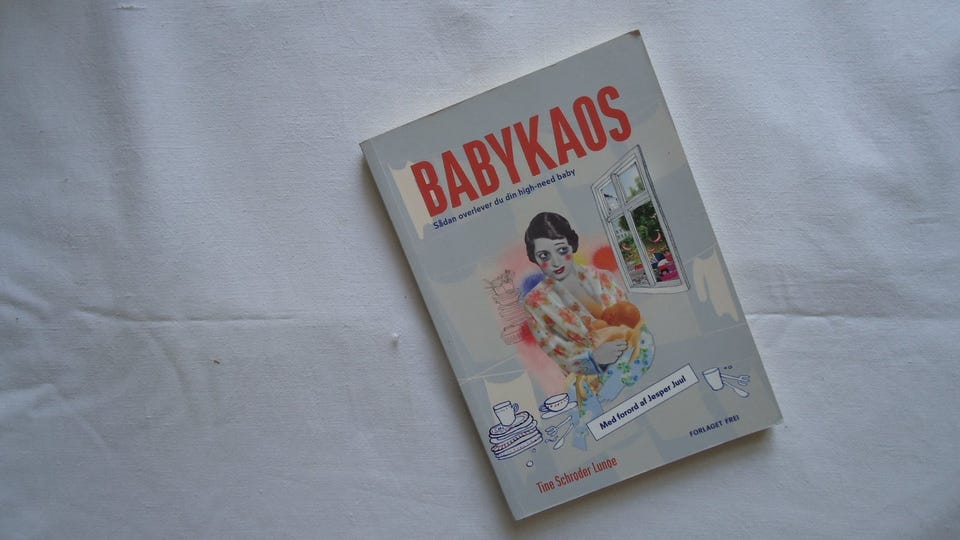 BABYKAOS
Sådan overlever du din high-need baby
Med forord af Jesper Juul
FORLAGET FREI
Tine Schrøder Lunøe